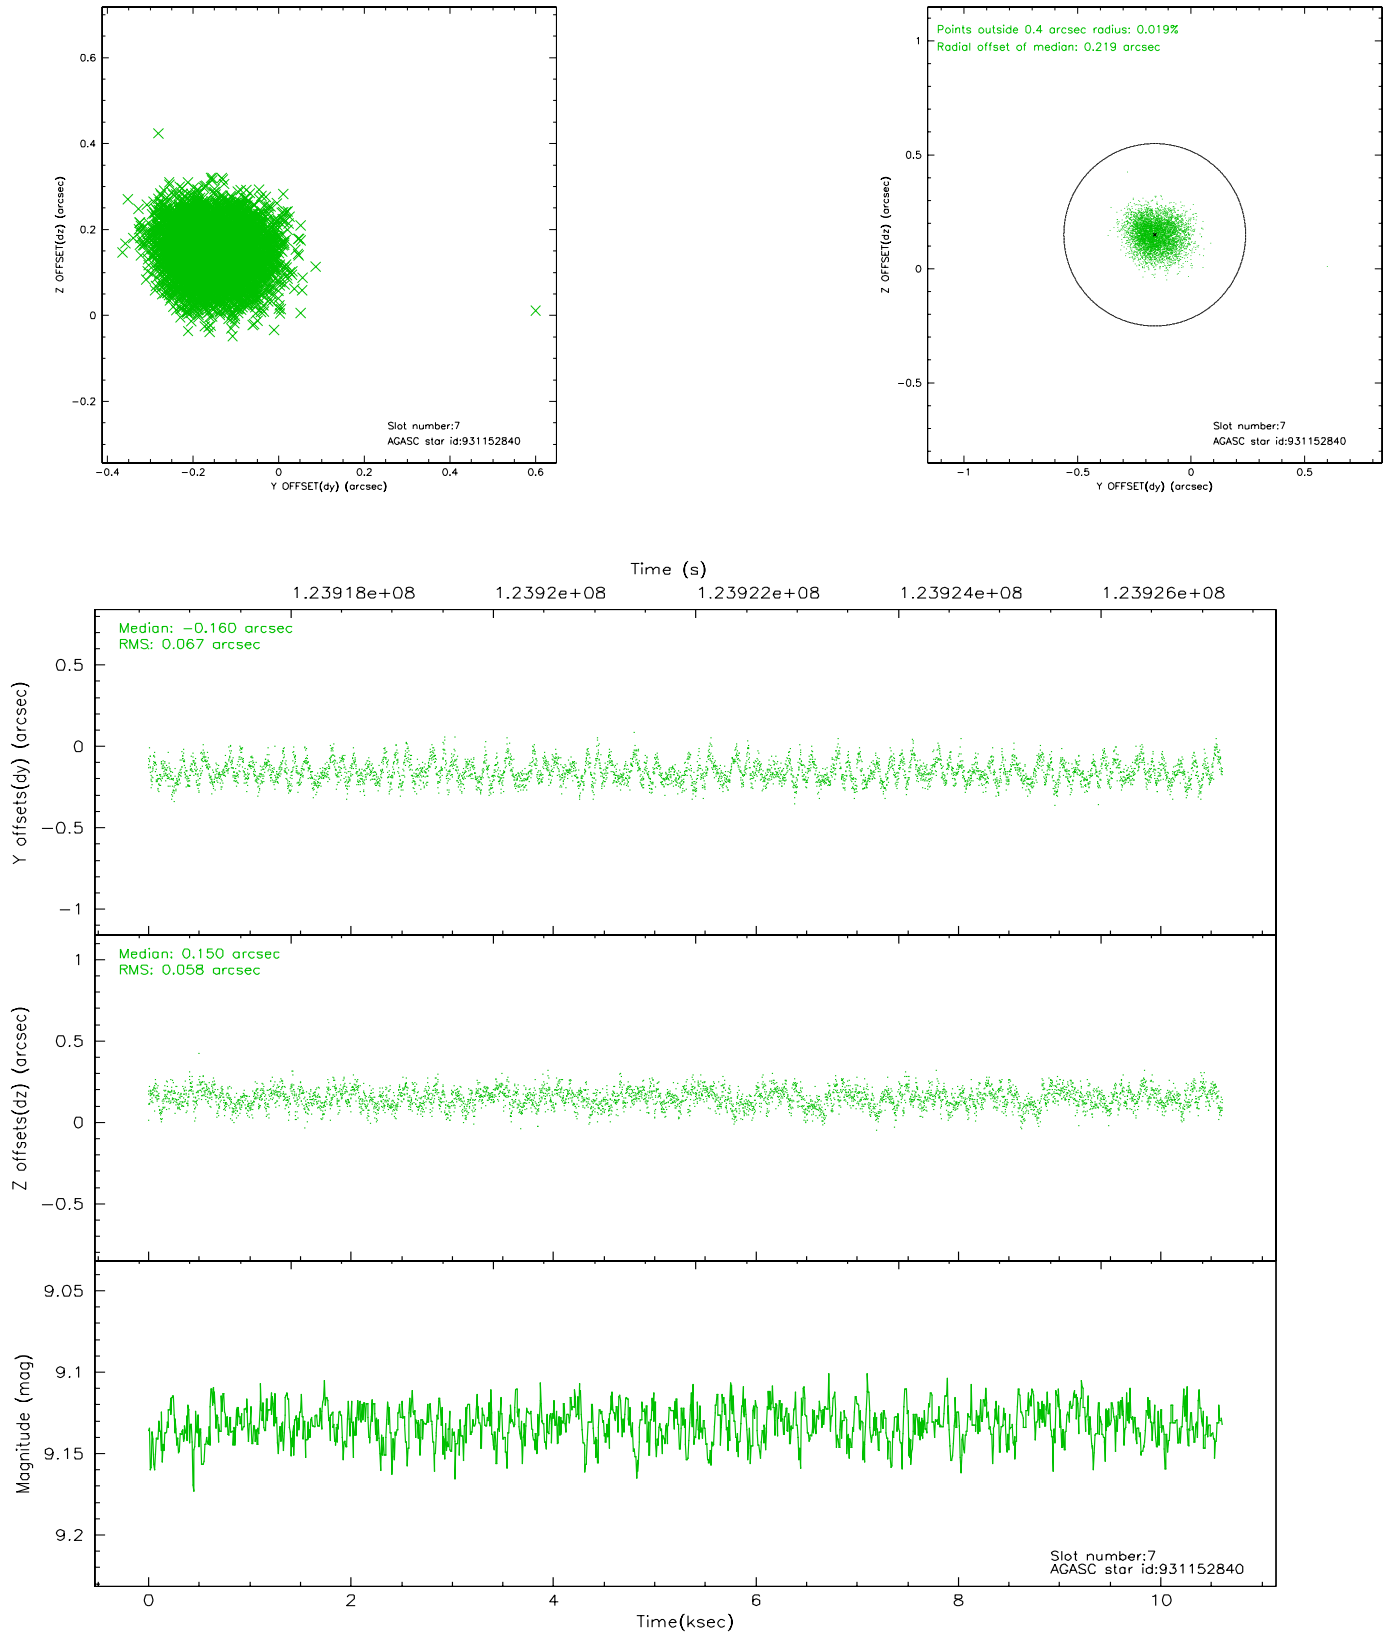 0.6
0.4
0.2
0
−0.2
−0.4
−0.2
0
0.2
0.4
0.6
Z OFFSET(dz) (arcsec)
Y OFFSET(dy) (arcsec)
Slot number:7
AGASC star id:931152840
Points outside 0.4 arcsec radius: 0.019%
Radial offset of median: 0.219 arcsec
1
0.5
0
−0.5
−1
−0.5
0
0.5
Z OFFSET(dz) (arcsec)
Y OFFSET(dy) (arcsec)
Slot number:7
AGASC star id:931152840
Time (s)
1.23918e+08
1.2392e+08
1.23922e+08
1.23924e+08
1.23926e+08
Median: −0.160 arcsec
RMS: 0.067 arcsec
0.5
0
−0.5
−1
Y offsets(dy) (arcsec)
Median: 0.150 arcsec
RMS: 0.058 arcsec
1
0.5
0
−0.5
Z offsets(dz) (arcsec)
9.05
9.1
9.15
9.2
Magnitude (mag)
Slot number:7
AGASC star id:931152840
0
2
4
6
8
10
Time(ksec)